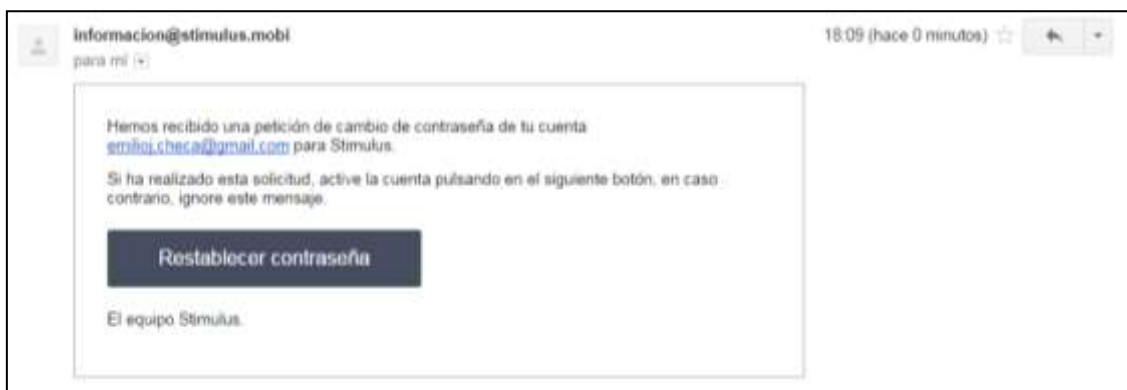 informacion@stimulus.mobi
18:09 (hace 0 minutos)
para mí
Hemos recibido una petición de cambio de contraseña de tu cuenta
emilioj.checa@gmail.com para Stimulus.
Si ha realizado esta solicitud, active la cuenta pulsando en el siguiente botón, en caso
contrario, ignore este mensaje.
Restablecer contraseña
El equipo Stimulus.